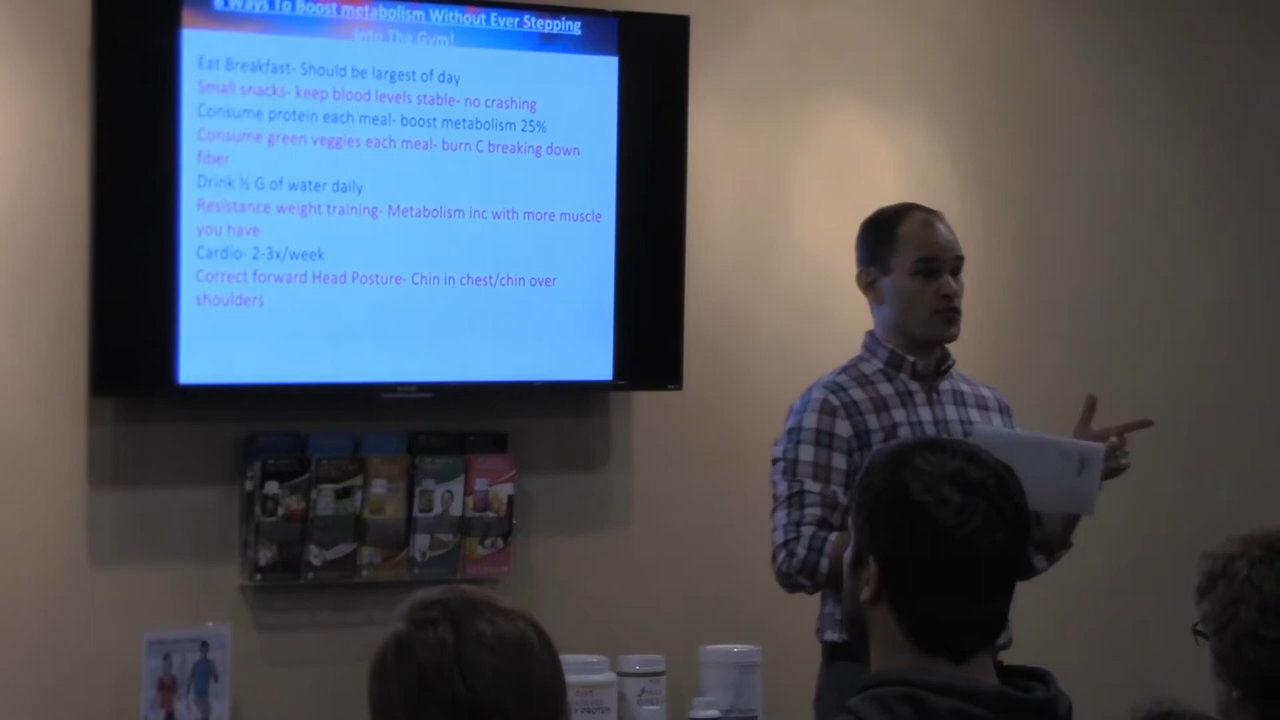 8 Ways To Boost metabolism Without Ever Stepping
Into The Gym!
Eat Breakfast- Should be largest of day
Small snacks- keep blood levels stable- no crashing
Consume protein each meal- boost metabolism 25%
Consume green veggies each meal- burn C breaking down
fiber
Drink ½ G of water daily
Resistance weight training- Metabolism inc with more muscle
you have
Cardio- 2-3x/week
Correct forward Head Posture- Chin in chest/chin over
shoulders